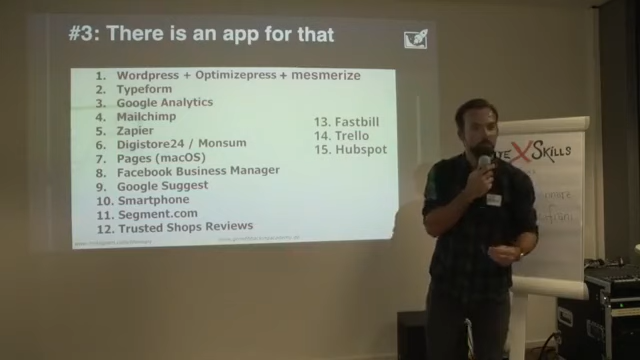 #3: There is an app for that
1. Wordpress + Optimizepress + mesmerize
2. Typeform
3. Google Analytics
4. Mailchimp
5. Zapier
6. Digistore24 / Monsum
7. Pages (macOS)
8. Facebook Business Manager
9. Google Suggest
10. Smartphone
11. Segment.com
12. Trusted Shops Reviews
13. Fastbill
14. Trello
15. Hubspot
X SKILLS